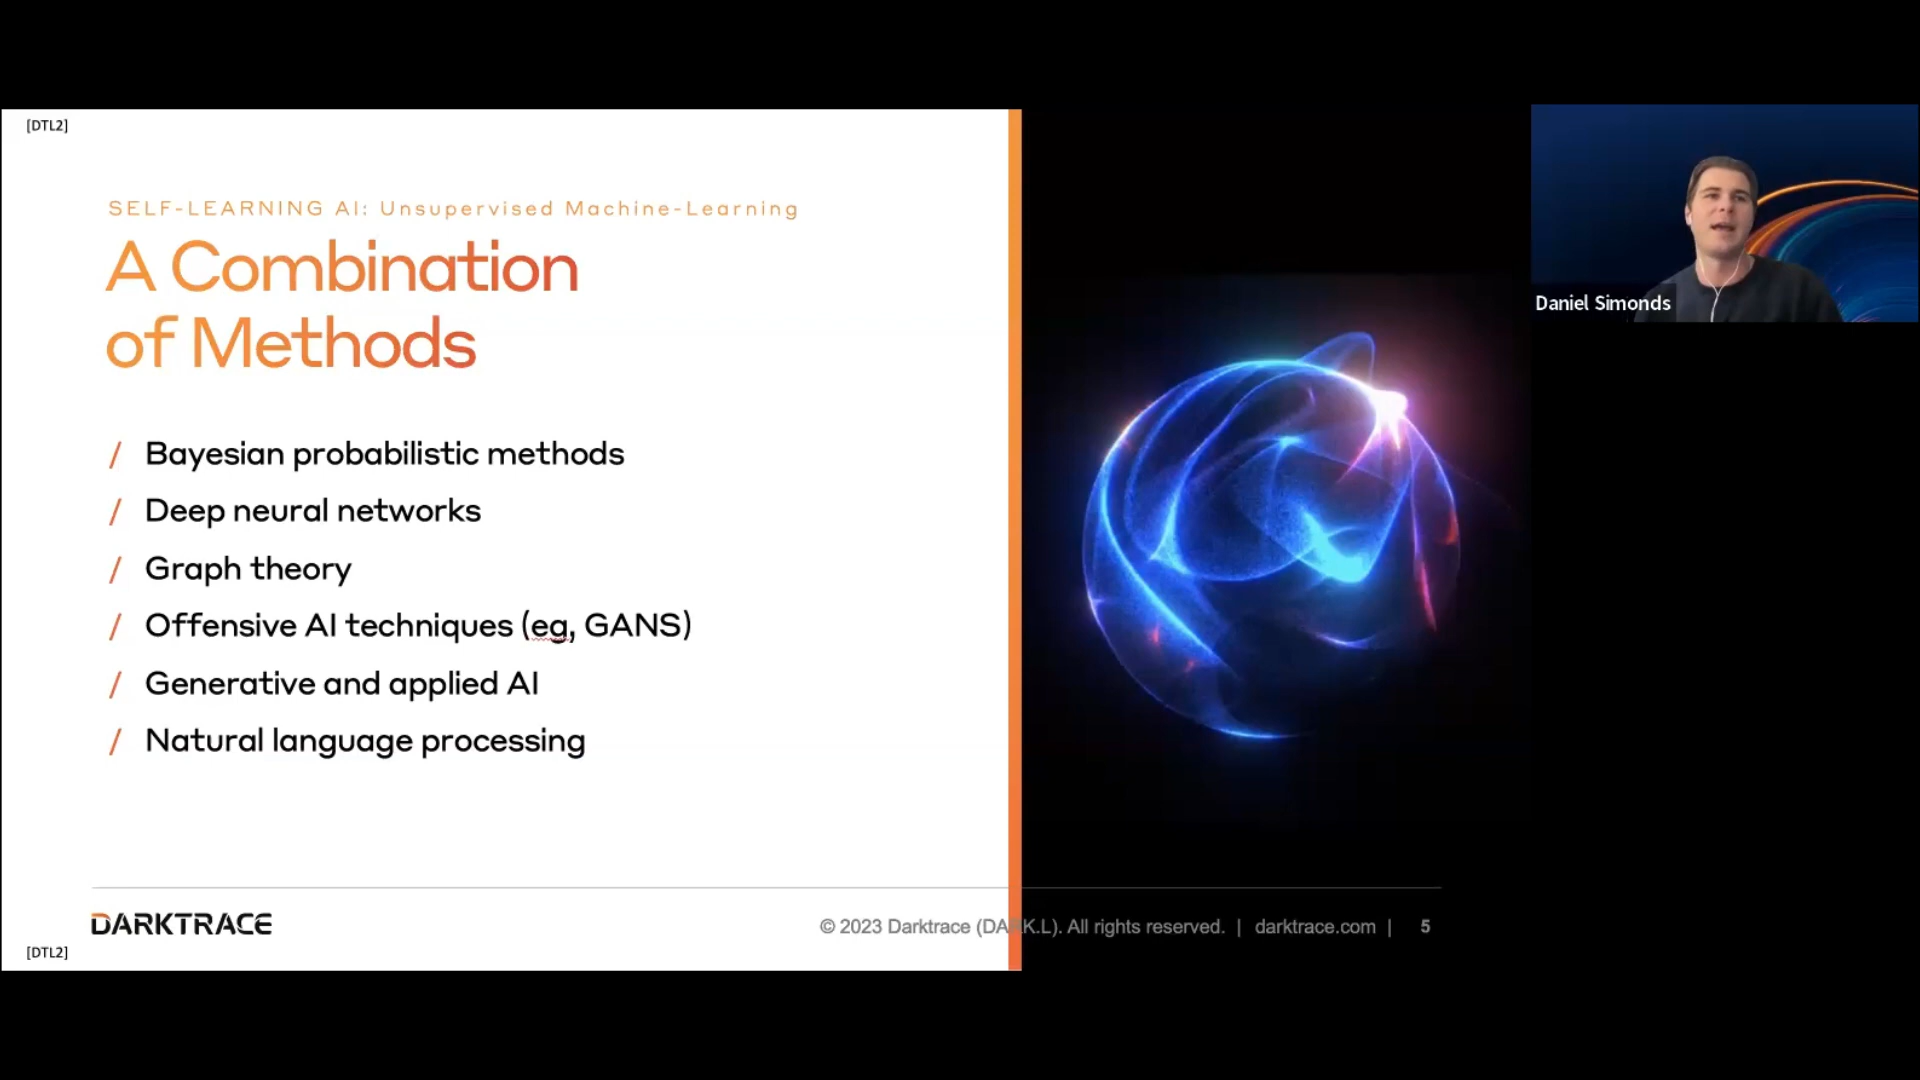 [DTL2]
SELF-LEARNING AI: Unsupervised Machine-Learning
A Combination
of Methods
/ Bayesian probabilistic methods
/ Deep neural networks
/ Graph theory
/ Offensive AI techniques (eg, GANS)
/ Generative and applied AI
/ Natural language processing
Daniel Simonds
DARKTRACE
© 2023 Darktrace (DARK.L). All rights reserved. | darktrace.com | 5
[DTL2]